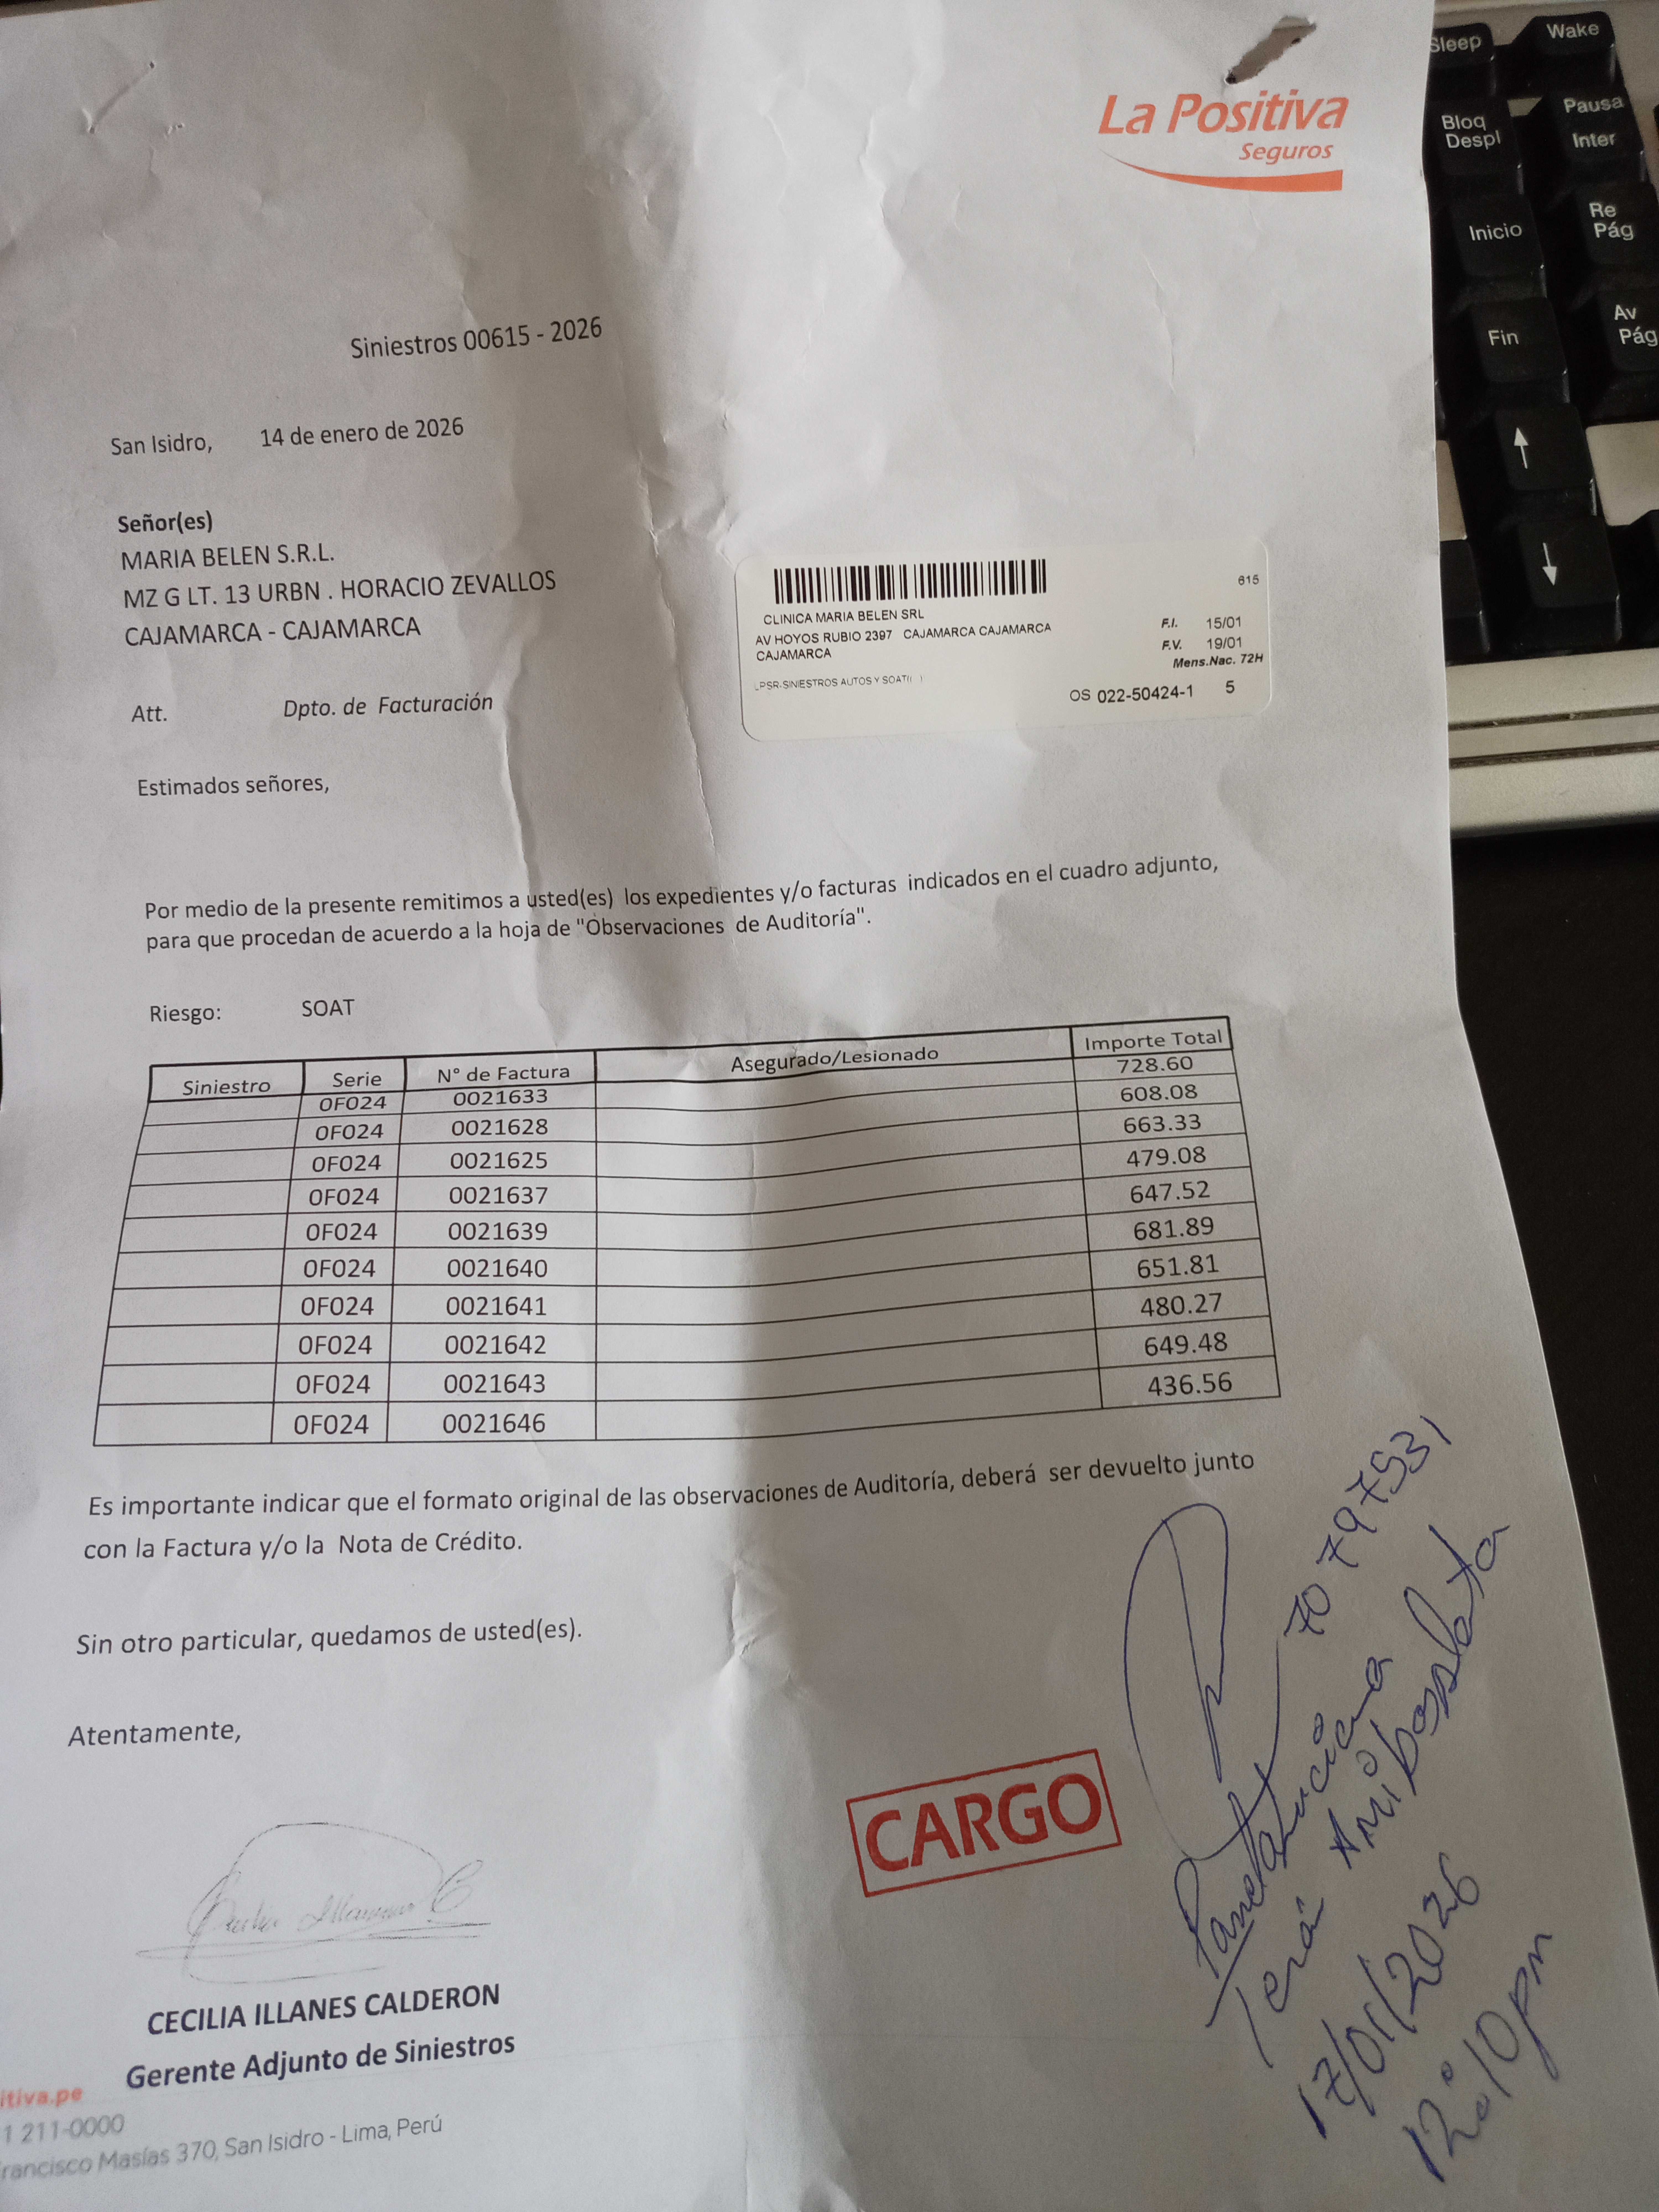 La Positiva
Seguros
Siniestros 00615 - 2026
San Isidro, 14 de enero de 2026
Señor(es)
MARIA BELEN S.R.L.
MZ G LT. 13 URBN . HORACIO ZEVALLOS
CAJAMARCA - CAJAMARCA
615
CLINICA MARIA BELEN SRL
AV HOYOS RUBIO 2397 CAJAMARCA CAJAMARCA
CAJAMARCA
F.I. 15/01
F.V. 19/01
Mens.Nac. 72H
PSR-SINIESTROS AUTOS Y SOAT( )
OS 022-50424-1 5
Att. Dpto. de Facturación
Estimados señores,
Por medio de la presente remitimos a usted(es) los expedientes y/o facturas indicados en el cuadro adjunto,
para que procedan de acuerdo a la hoja de "Observaciones de Auditoría".
Riesgo: SOAT
Siniestro Serie N° de Factura Asegurado/Lesionado Importe Total
0F024 0021633 728.60
0F024 0021628 608.08
0F024 0021625 663.33
0F024 0021637 479.08
0F024 0021639 647.52
0F024 0021640 681.89
0F024 0021641 651.81
0F024 0021642 480.27
0F024 0021643 649.48
0F024 0021646 436.56
Es importante indicar que el formato original de las observaciones de Auditoría, deberá ser devuelto junto
con la Factura y/o la Nota de Crédito.
Sin otro particular, quedamos de usted(es).
Atentamente,
CARGO
70797531
Terán
17/01/2026
12:10 pm
CECILIA ILLANES CALDERON
Gerente Adjunto de Siniestros
itiva.pe
1 211-0000
rancisco Masías 370, San Isidro - Lima, Perú
Sleep
Wake
Bloq
Despl
Pausa
Inter
Inicio
Re
Pág
Fin
Av
Pág